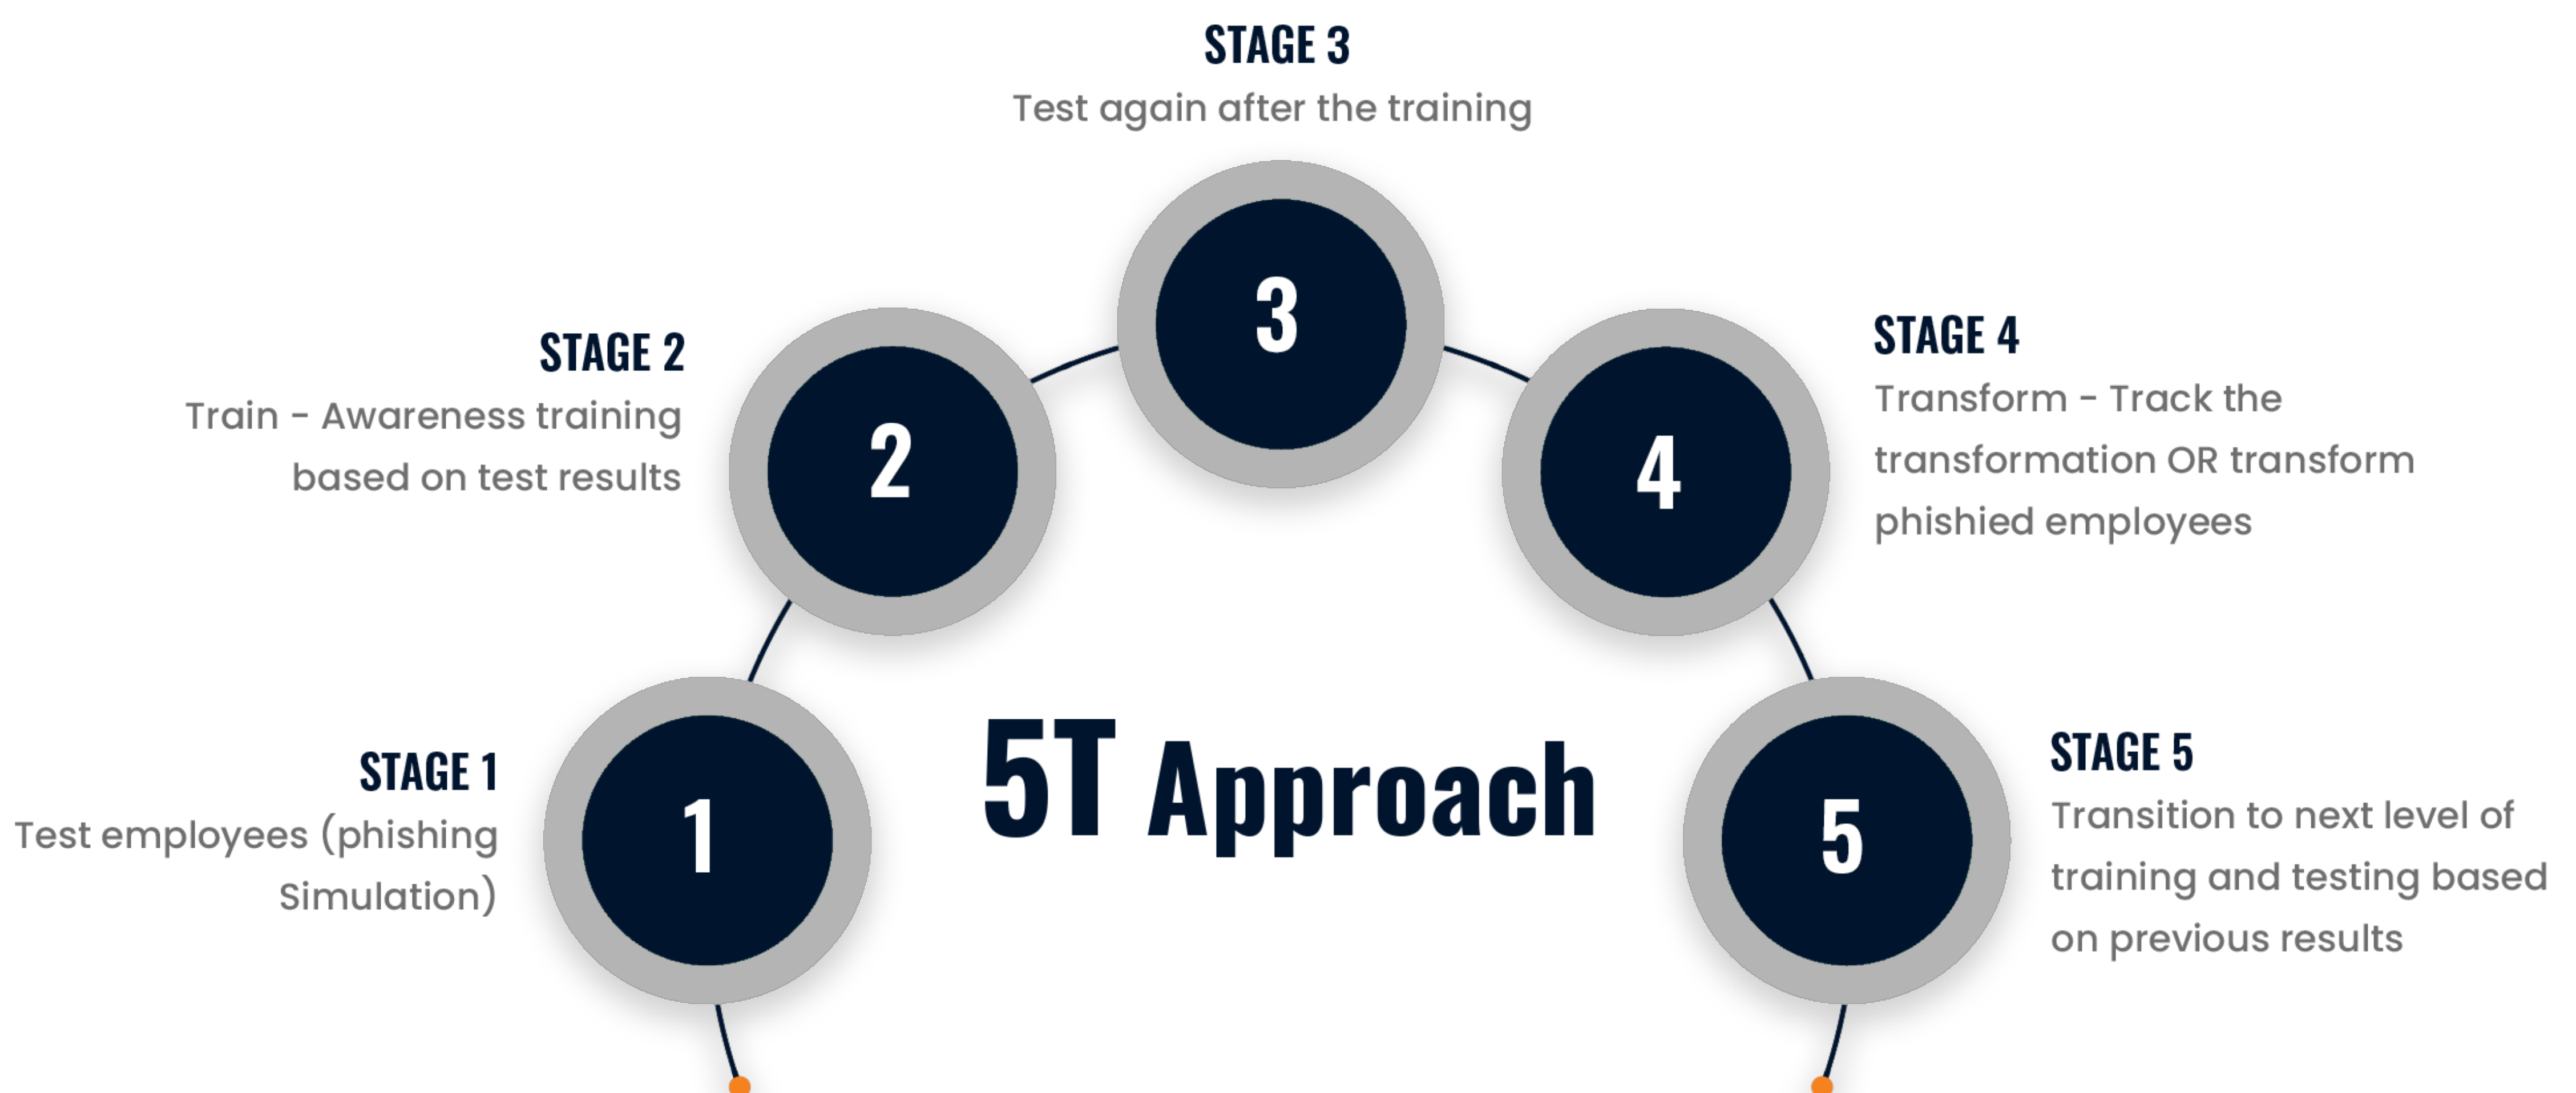 STAGE 3
Test again after the training
3
STAGE 2
Train - Awareness training
based on test results
2
STAGE 4
Transform - Track the
transformation OR transform
phishied employees
4
STAGE 1
Test employees (phishing
Simulation)
1
5T Approach
5
STAGE 5
Transition to next level of
training and testing based
on previous results